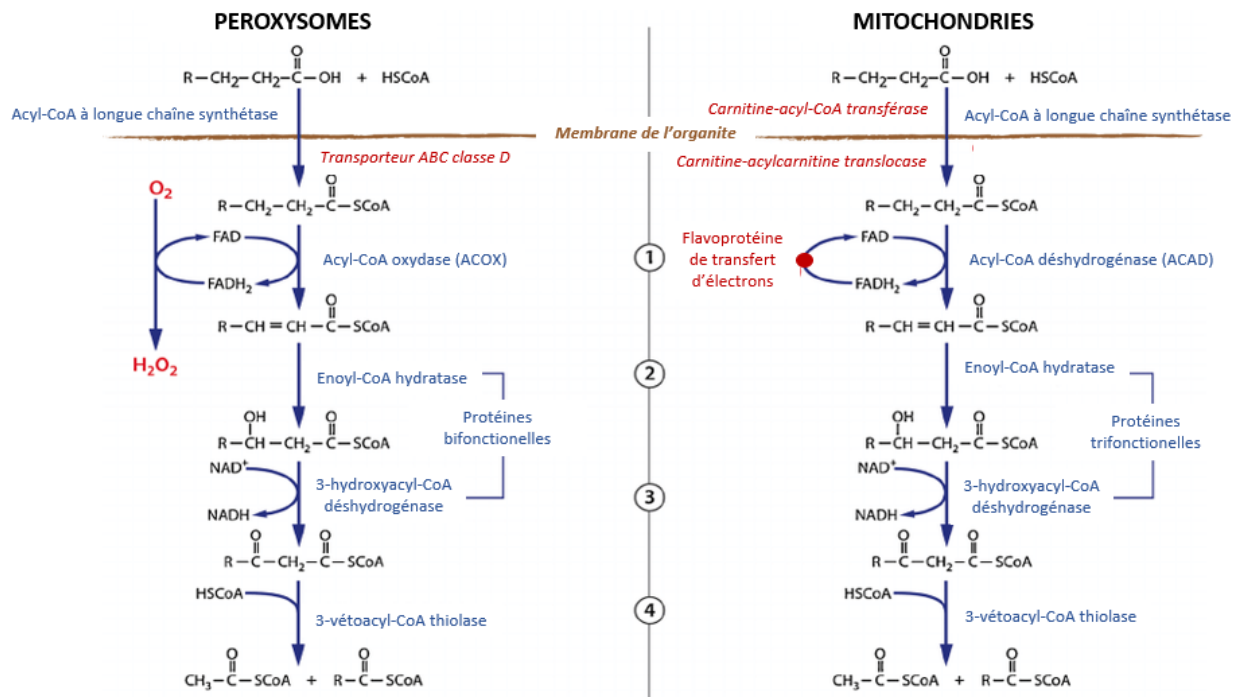 PEROXYSOMES
MITOCHONDRIES
O
R–CH2–CH2–C–OH + HSCoA
O
R–CH2–CH2–C–OH + HSCoA
Acyl-CoA à longue chaîne synthétase
Carnitine-acyl-CoA transférase
Acyl-CoA à longue chaîne synthétase
Membrane de l'organite
Transporteur ABC classe D
Carnitine-acylcarnitine translocase
O2
O
R–CH2–CH2–C–SCoA
O
R–CH2–CH2–C–SCoA
FAD
FADH2
Acyl-CoA oxydase (ACOX)
1
Flavoprotéine
de transfert
d'électrons
FAD
FADH2
Acyl-CoA déshydrogénase (ACAD)
O
R–CH=CH–C–SCoA
O
R–CH=CH–C–SCoA
H2O2
Enoyl-CoA hydratase
2
Enoyl-CoA hydratase
Protéines
bifonctionelles
Protéines
trifonctionelles
OH O
R–CH–CH2–C–SCoA
OH O
R–CH–CH2–C–SCoA
NAD+
NADH
3-hydroxyacyl-CoA
déshydrogénase
3
NAD+
NADH
3-hydroxyacyl-CoA
déshydrogénase
O O
R–C–CH2–C–SCoA
O O
R–C–CH2–C–SCoA
HSCoA
3-vétoacyl-CoA thiolase
4
HSCoA
3-vétoacyl-CoA thiolase
O O
CH3–C–SCoA + R–C–SCoA
O O
CH3–C–SCoA + R–C–SCoA